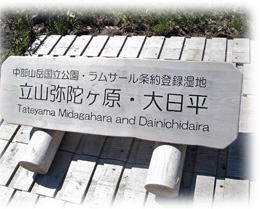 中部山岳国立公園・ラムサール条約登録湿地
立山弥陀ヶ原・大日平
Tateyama Midagahara and Dainichidaira